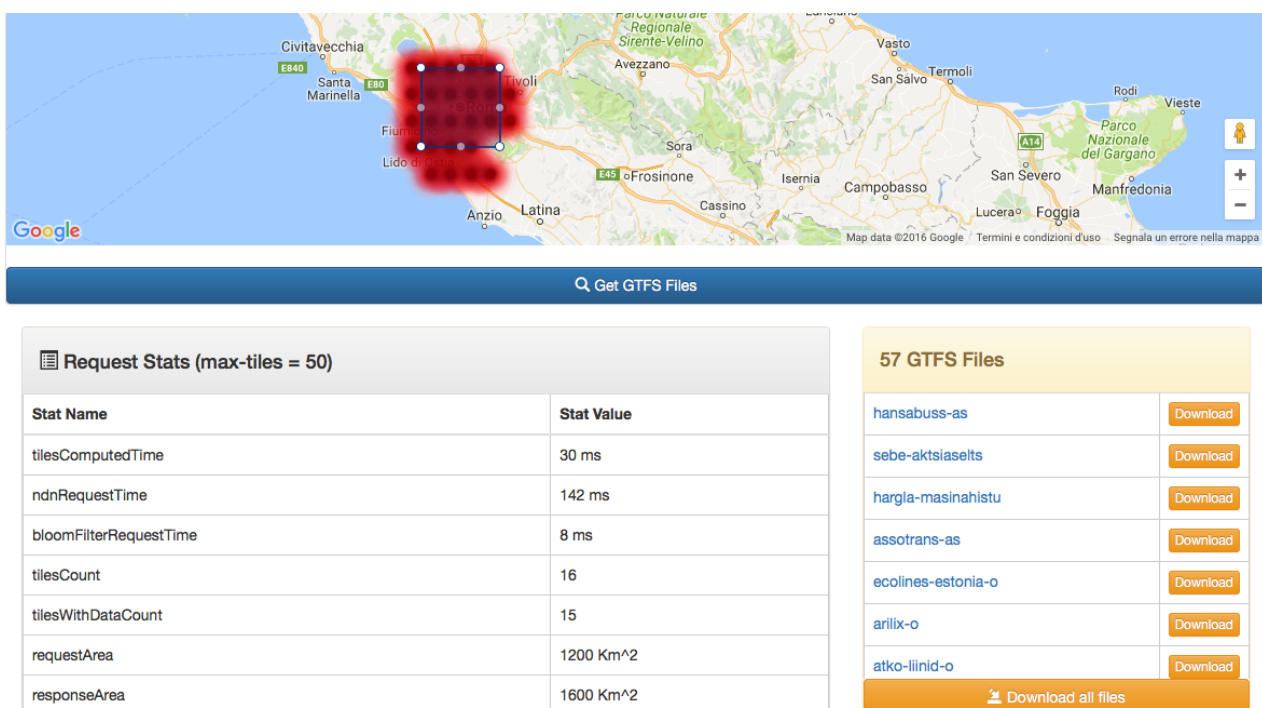 Parco Naturale
Regionale
Sirente-Velino
Lanciano
Civitavecchia
Vasto
Avezzano
E840
Santa
Marinella
E80
Tivoli
San Salvo
Termoli
Rodi
Vieste
Parco
Nazionale
del Gargano
A14
Sora
Lido di Ostia
E45
Frosinone
Isernia
Campobasso
San Severo
Manfredonia
Anzio
Latina
Cassino
Lucera
Foggia
Google
Map data ©2016 Google
Termini e condizioni d'uso
Segnala un errore nella mappa
Get GTFS Files
Request Stats (max-tiles = 50)
Stat Name Stat Value
tilesComputedTime 30 ms
ndnRequestTime 142 ms
bloomFilterRequestTime 8 ms
tilesCount 16
tilesWithDataCount 15
requestArea 1200 Km^2
responseArea 1600 Km^2
57 GTFS Files
hansabuss-as Download
sebe-aktsiaselts Download
hargla-masinahistu Download
assotrans-as Download
ecolines-estonia-o Download
arilix-o Download
atko-liinid-o Download
Download all files